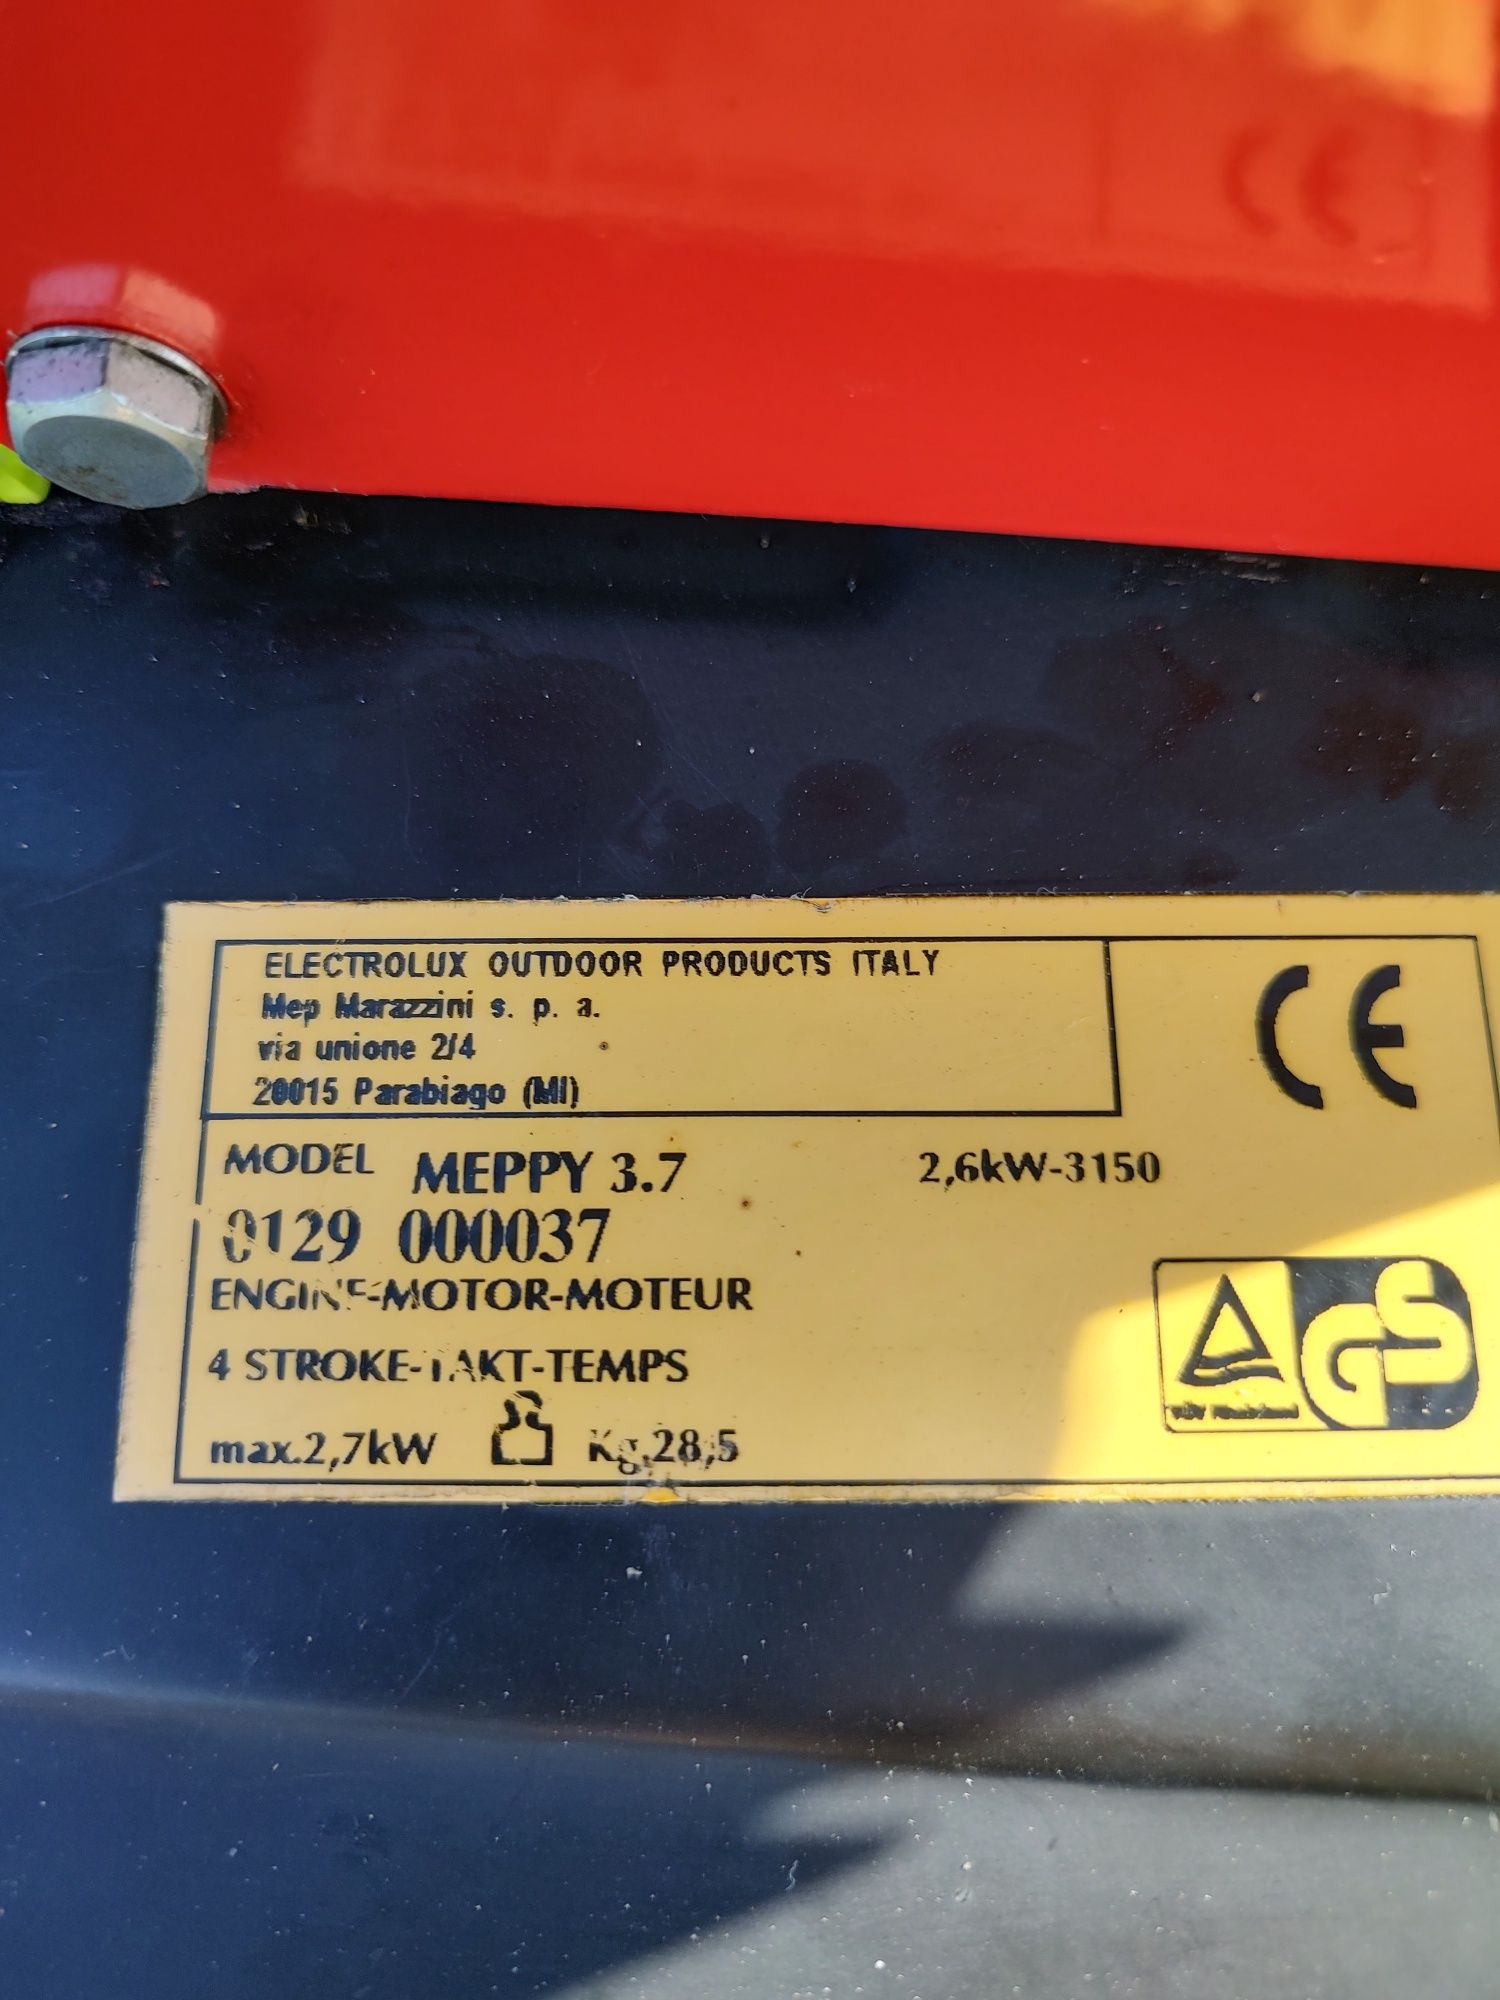 ELECTROLUX OUTDOOR PRODUCTS ITALY
Mep Marazzini s. p. a.
via unione 2/4
20015 Parabiago (MI)
CE
MODEL MEPPY 3.7 2,6kW-3150
0129 000037
ENGINE-MOTOR-MOTEUR
4 STROKE-TAKT-TEMPS
max.2,7kW Kg.28,5
GS